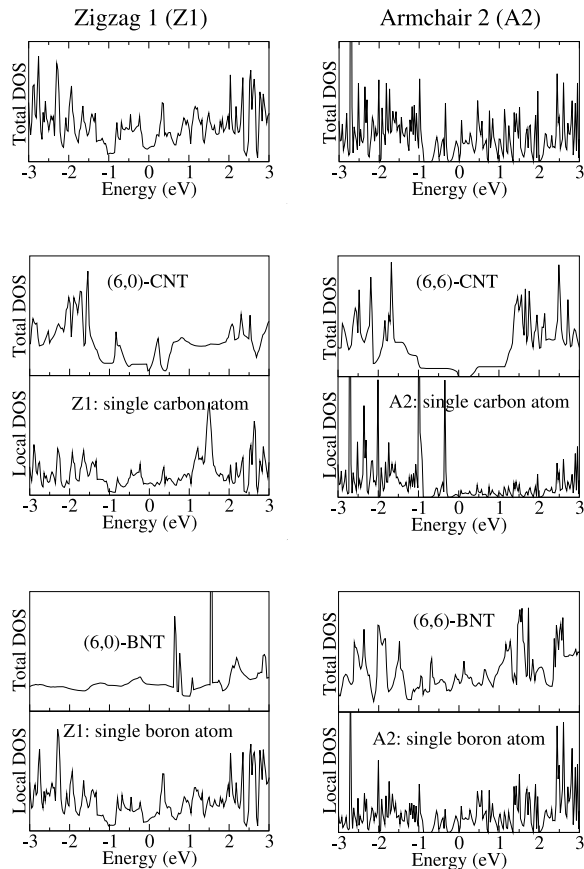 Zigzag 1 (Z1)
Armchair 2 (A2)
Total DOS
-3 -2 -1 0 1 2 3
Energy (eV)
Total DOS
-3 -2 -1 0 1 2 3
Energy (eV)
(6,0)-CNT
Total DOS
(6,6)-CNT
Total DOS
Z1: single carbon atom
Local DOS
-3 -2 -1 0 1 2 3
Energy (eV)
A2: single carbon atom
Local DOS
-3 -2 -1 0 1 2 3
Energy (eV)
(6,0)-BNT
Total DOS
(6,6)-BNT
Total DOS
Z1: single boron atom
Local DOS
-3 -2 -1 0 1 2 3
Energy (eV)
A2: single boron atom
Local DOS
-3 -2 -1 0 1 2 3
Energy (eV)